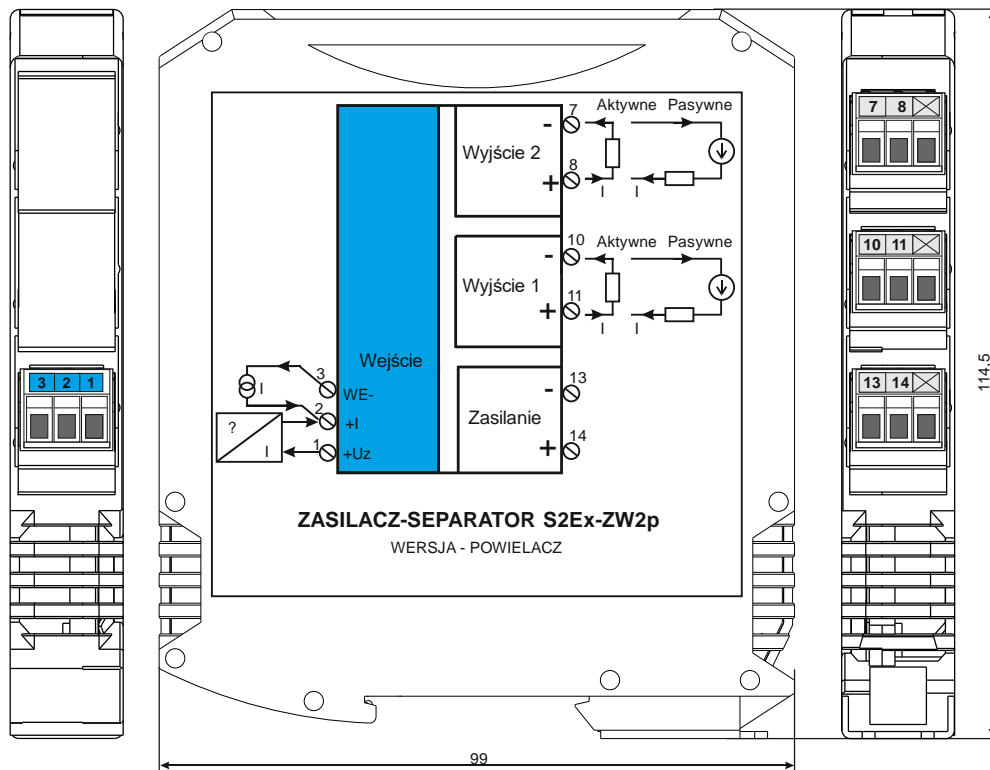 7 8
10 11
13 14
3 2 1
7
Aktywne Pasywne
-
Wyjście 2
8
+
I I
10
Aktywne Pasywne
-
Wyjście 1
11
+
I I
Wejście
3
I
WE-
2
+I
?
I
1
+Uz
13
-
Zasilanie
14
+
ZASILACZ-SEPARATOR S2Ex-ZW2p
WERSJA - POWIELACZ
99
114.5